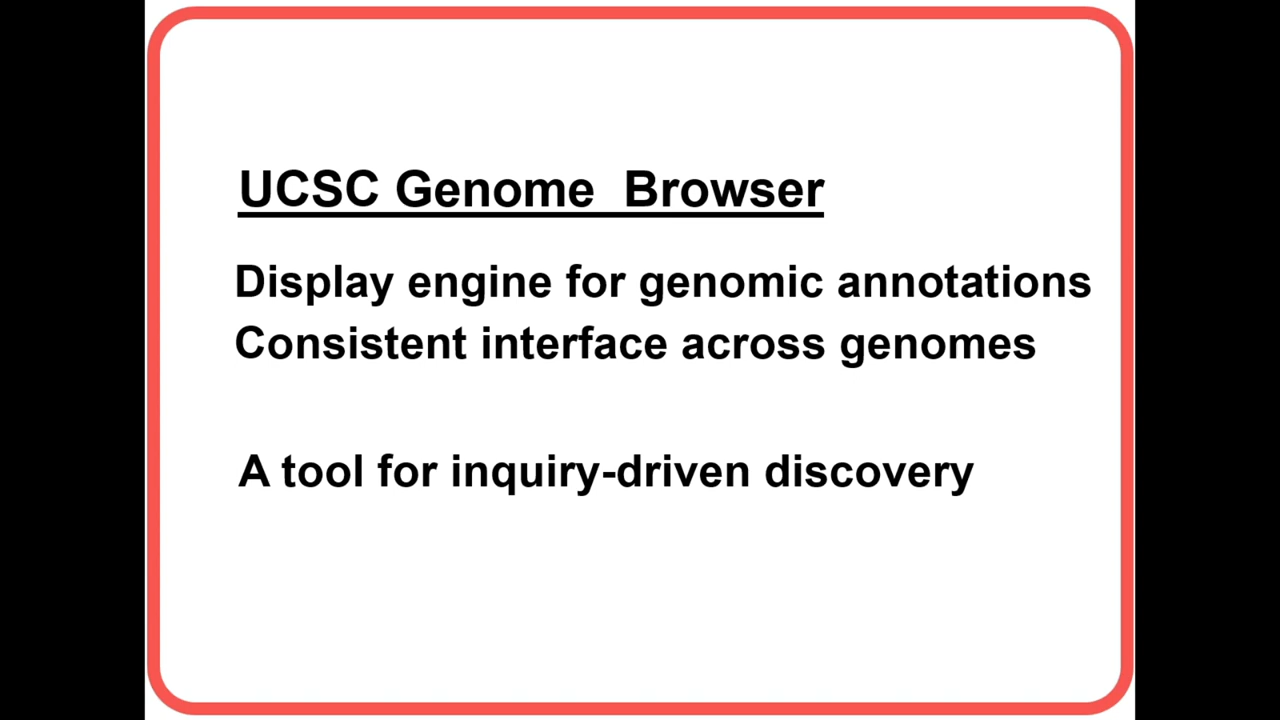 UCSC Genome  Browser
Display engine for genomic annotations
Consistent interface across genomes
A tool for inquiry-driven discovery